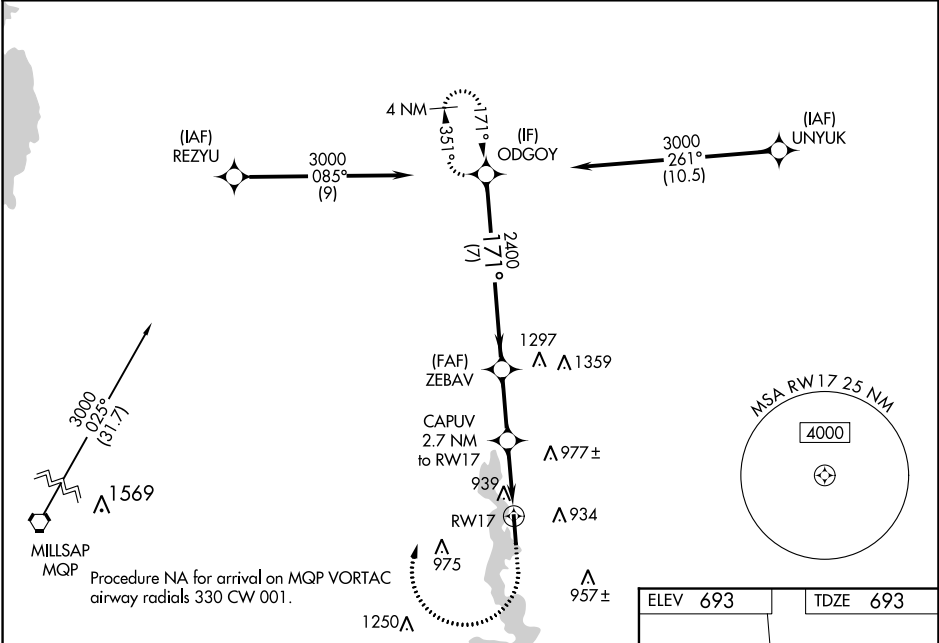 4 NM
171°
351°
(IF)
ODGOY
(IAF)
REZYU
3000
085°
(9)
(IAF)
UNYUK
3000
261°
(10.5)
2400
171°
(7)
1297
1359
(FAF)
ZEBAV
3000
025°
(31.7)
CAPUV
2.7 NM
to RW17
977±
MSA RW17 25 NM
4000
939
1569
RW17
934
MILLSAP
MQP
975
Procedure NA for arrival on MQP VORTAC
airway radials 330 CW 001.
957±
1250
ELEV 693
TDZE 693